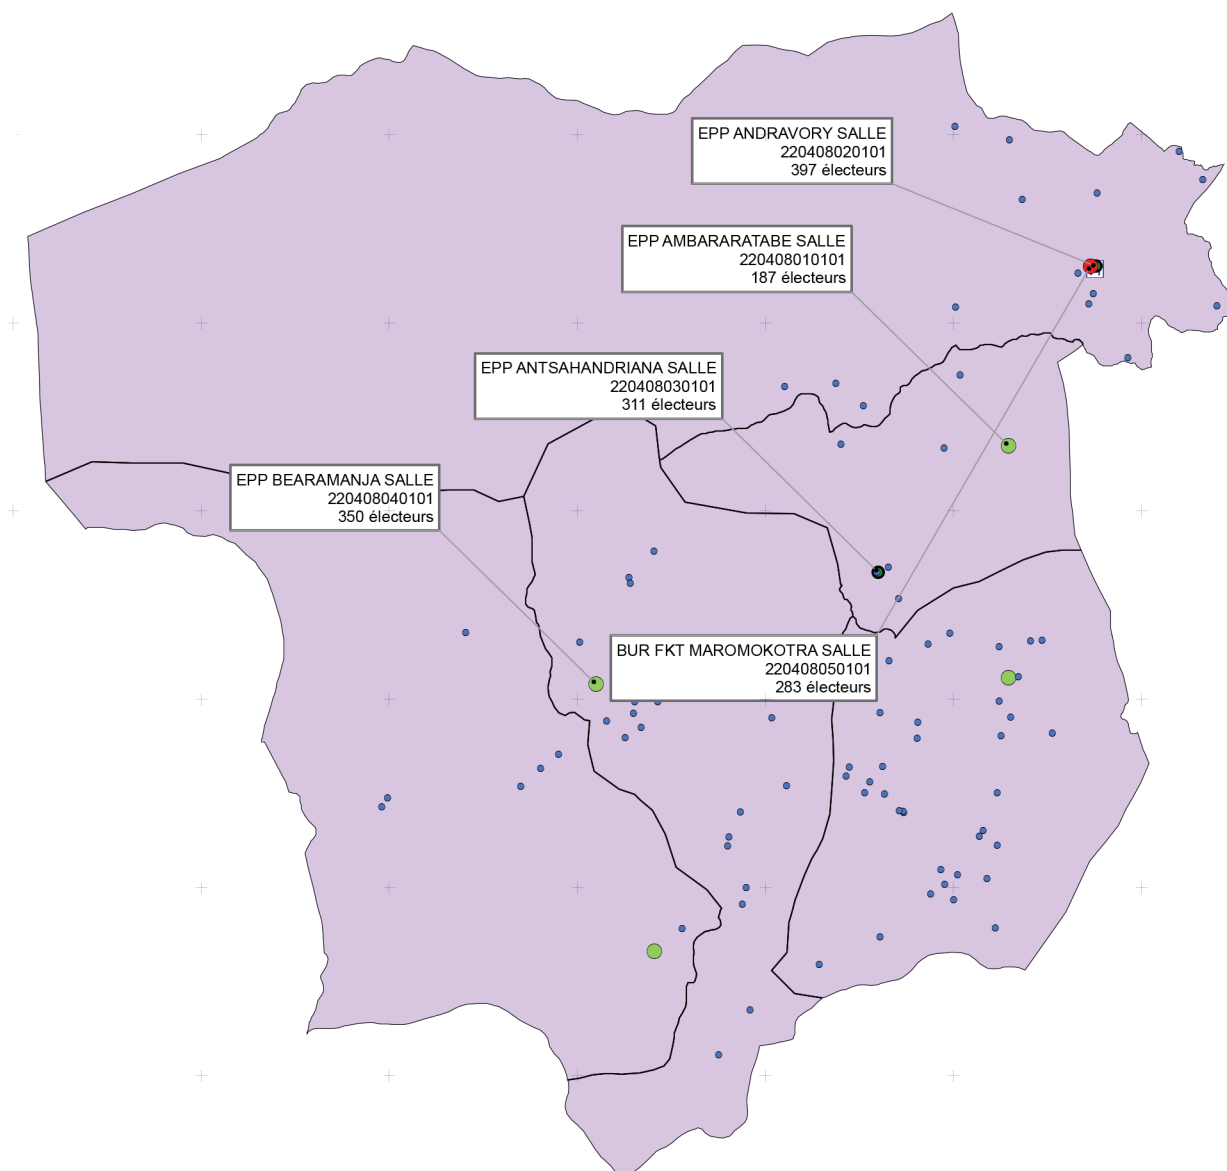 EPP ANDRAVORY SALLE
220408020101
397 électeurs
EPP AMBARARATABE SALLE
220408010101
187 électeurs
EPP ANTSAHANDRIANA SALLE
220408030101
311 électeurs
EPP BEARAMANJA SALLE
220408040101
350 électeurs
BUR FKT MAROMOKOTRA SALLE
220408050101
283 électeurs